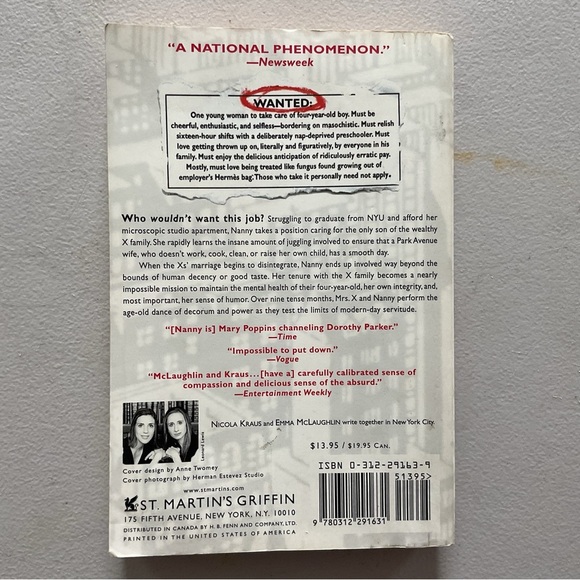 "A NATIONAL PHENOMENON."
—Newsweek
WANTED:
One young woman to take care of four-year-old boy. Must be
cheerful, enthusiastic, and selfless—bordering on masochistic. Must relish
sixteen-hour shifts with a deliberately nap-deprived preschooler. Must
love getting thrown up on, literally and figuratively, by everyone in his
family. Must enjoy the delicious anticipation of ridiculously erratic pay.
Mostly, must love being treated like fungus found growing out of
employer's Hermès bag. Those who take it personally need not apply.
Who wouldn't want this job? Struggling to graduate from NYU and afford her
microscopic studio apartment, Nanny takes a position caring for the only son of the wealthy
X family. She rapidly learns the insane amount of juggling involved to ensure that a Park Avenue
wife, who doesn't work, cook, clean, or raise her own child, has a smooth day.
When the Xs' marriage begins to disintegrate, Nanny ends up involved way beyond the
bounds of human decency or good taste. Her tenure with the X family becomes a nearly
impossible mission to maintain the mental health of their four-year-old, her own integrity, and,
most important, her sense of humor. Over nine tense months, Mrs. X and Nanny perform the
age-old dance of decorum and power as they test the limits of modern-day servitude.
"[Nanny is] Mary Poppins channeling Dorothy Parker."
—Time
"Impossible to put down."
—Vogue
"McLaughlin and Kraus...[have a] carefully calibrated sense of
compassion and delicious sense of the absurd."
—Entertainment Weekly
Leonard Lewis
NICOLA KRAUS and EMMA MCLAUGHLIN write together in New York City.
$13.95 / $19.95 CAN.
Cover design by Anne Twomey
Cover photograph by Herman Estevez Studio
www.stmartins.com
ST. MARTIN'S GRIFFIN
175 FIFTH AVENUE, NEW YORK, N.Y. 10010
DISTRIBUTED IN CANADA BY H. B. FENN AND COMPANY, LTD.
PRINTED IN THE UNITED STATES OF AMERICA
ISBN 0-312-29163-9
51395>
9 780312 291631